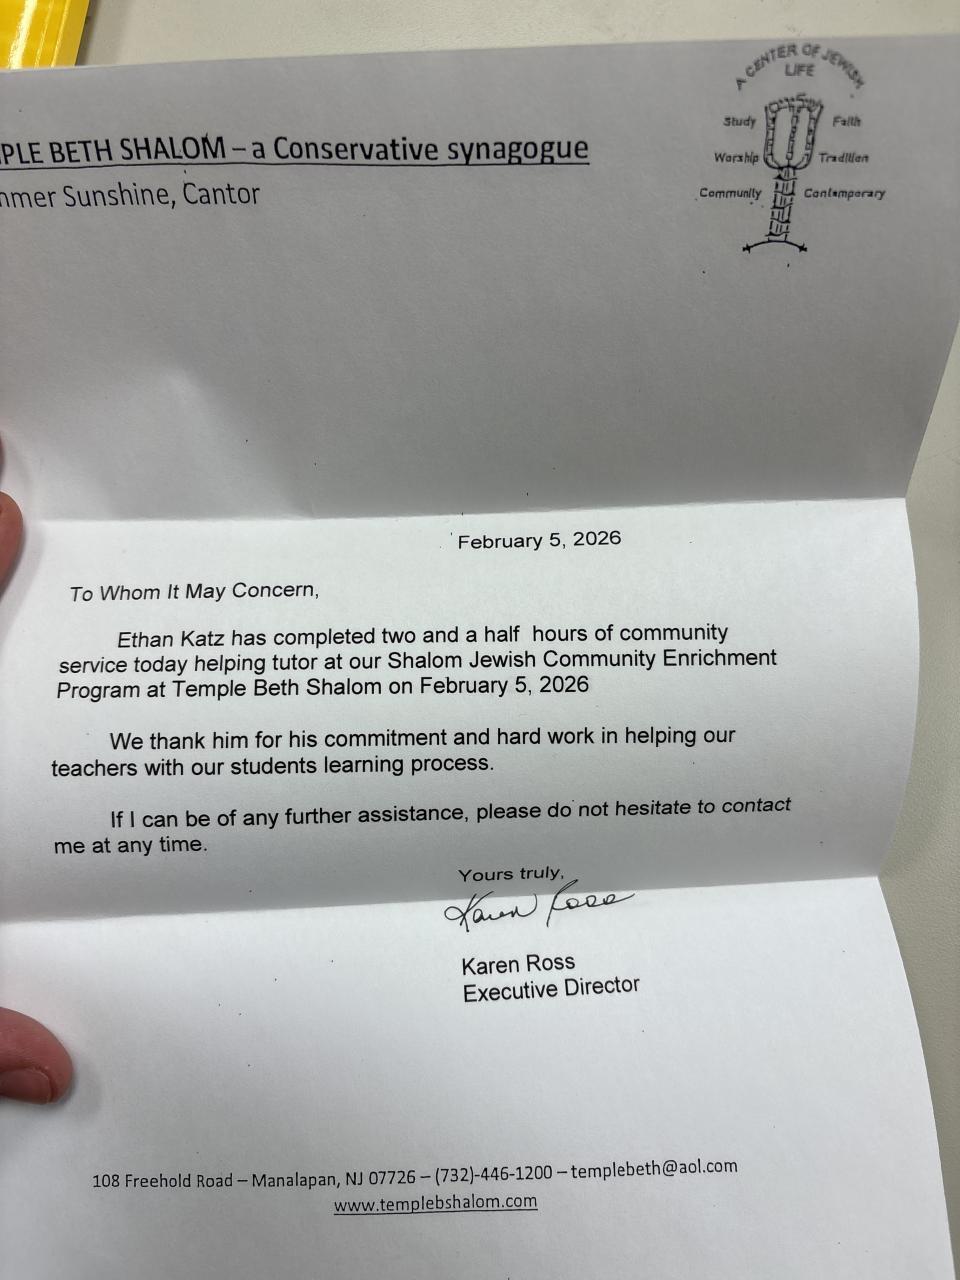 A CENTER OF JEWISH
LIFE
Study Faith
Worship Tradition
Community Contemporary
PLE BETH SHALOM – a Conservative synagogue
mer Sunshine, Cantor
February 5, 2026
To Whom It May Concern,
Ethan Katz has completed two and a half hours of community
service today helping tutor at our Shalom Jewish Community Enrichment
Program at Temple Beth Shalom on February 5, 2026
We thank him for his commitment and hard work in helping our
teachers with our students learning process.
If I can be of any further assistance, please do not hesitate to contact
me at any time.
Yours truly,
Karen Ross
Karen Ross
Executive Director
108 Freehold Road – Manalapan, NJ 07726 – (732)-446-1200 – templebeth@aol.com
www.templebshalom.com